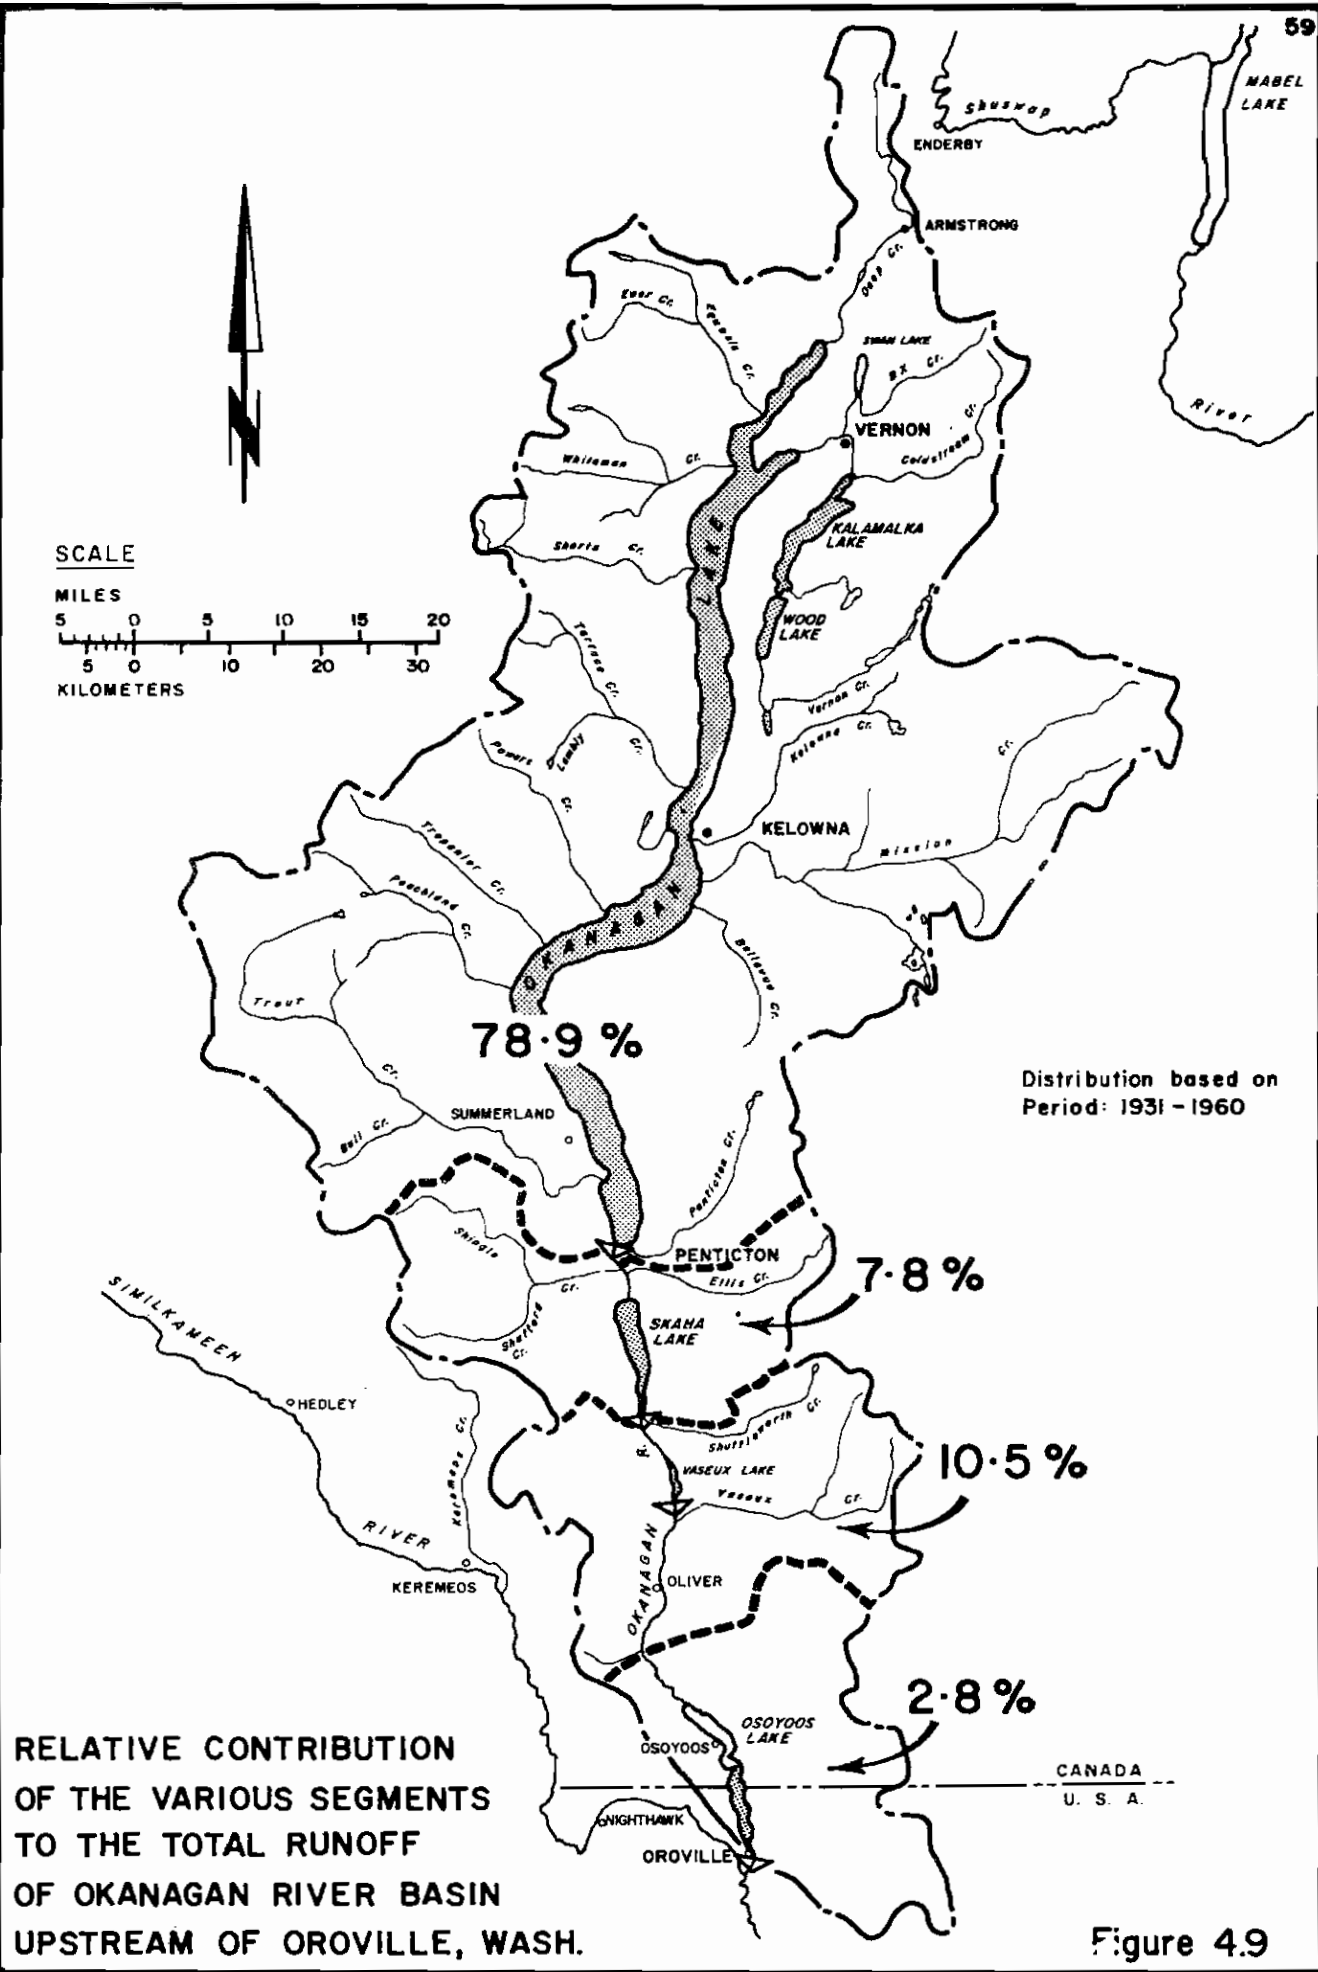 59
MABEL
LAKE
Shuswap
ENDERBY
ARMSTRONG
Deep Cr.
Ewer Cr.
Equesis Cr.
SWAN LAKE
BX Cr.
River
VERNON
Coldstream Cr.
Whiteman Cr.
KALAMALKA
LAKE
Shorts Cr.
SCALE
MILES
5 0 5 10 15 20
5 0 10 20 30
KILOMETERS
WOOD
LAKE
Terrace Cr.
Vernon Cr.
Kelowna Cr.
Powers Cr.
Lambly Cr.
Cr.
KELOWNA
Mission
Trepanier Cr.
Peachland Cr.
OKANAGAN LAKE
Bellevue Cr.
Trout Cr.
78.9 %
Distribution based on
Period: 1931 - 1960
SUMMERLAND
Bull Cr.
Penticton Cr.
Shingle Cr.
PENTICTON
Ellis Cr.
7.8 %
SIMILKAMEEN
Shatford
Cr.
SKAHA
LAKE
HEDLEY
Keremeos Cr.
Shuttleworth Cr.
R.
VASEUX LAKE
10.5 %
Vaseux Cr.
RIVER
OKANAGAN
KEREMEOS
OLIVER
2.8 %
OSOYOOS
LAKE
OSOYOOS
CANADA
U. S. A.
NIGHTHAWK
OROVILLE
RELATIVE CONTRIBUTION
OF THE VARIOUS SEGMENTS
TO THE TOTAL RUNOFF
OF OKANAGAN RIVER BASIN
UPSTREAM OF OROVILLE, WASH.
Figure 4.9